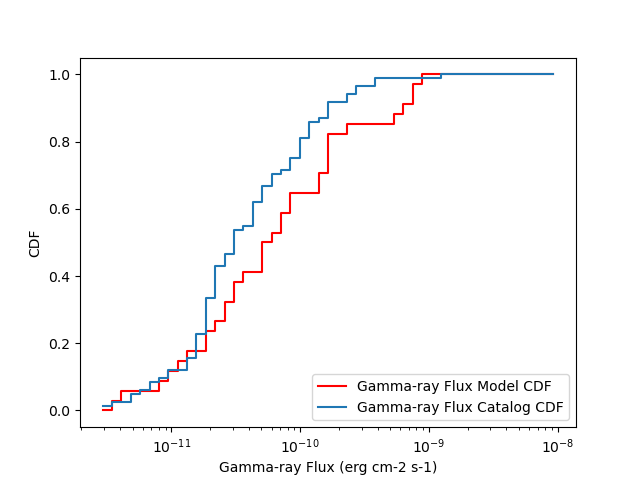 1.0
0.8
0.6
0.4
0.2
0.0
CDF
10⁻¹¹
10⁻¹⁰
10⁻⁹
10⁻⁸
Gamma-ray Flux (erg cm-2 s-1)
Gamma-ray Flux Model CDF
Gamma-ray Flux Catalog CDF